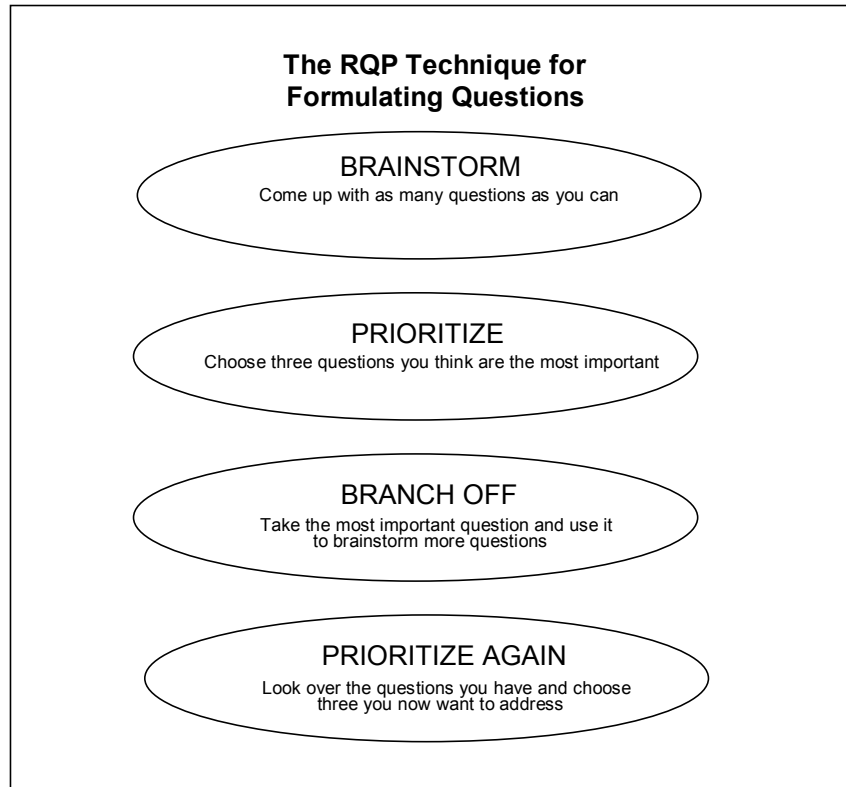 The RQP Technique for
Formulating Questions
BRAINSTORM
Come up with as many questions as you can
PRIORITIZE
Choose three questions you think are the most important
BRANCH OFF
Take the most important question and use it
to brainstorm more questions
PRIORITIZE AGAIN
Look over the questions you have and choose
three you now want to address